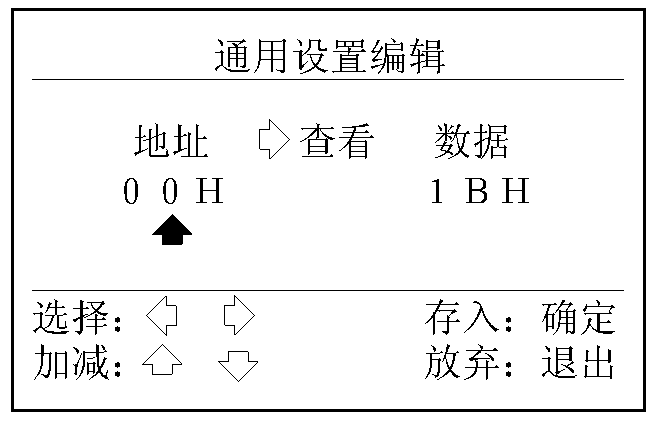 通用设置编辑
地址 ⇨查看 数据
0 0 H 1 B H
选择：⇦ ⇨ 存入：确定
加减：⇧ ⇩ 放弃：退出